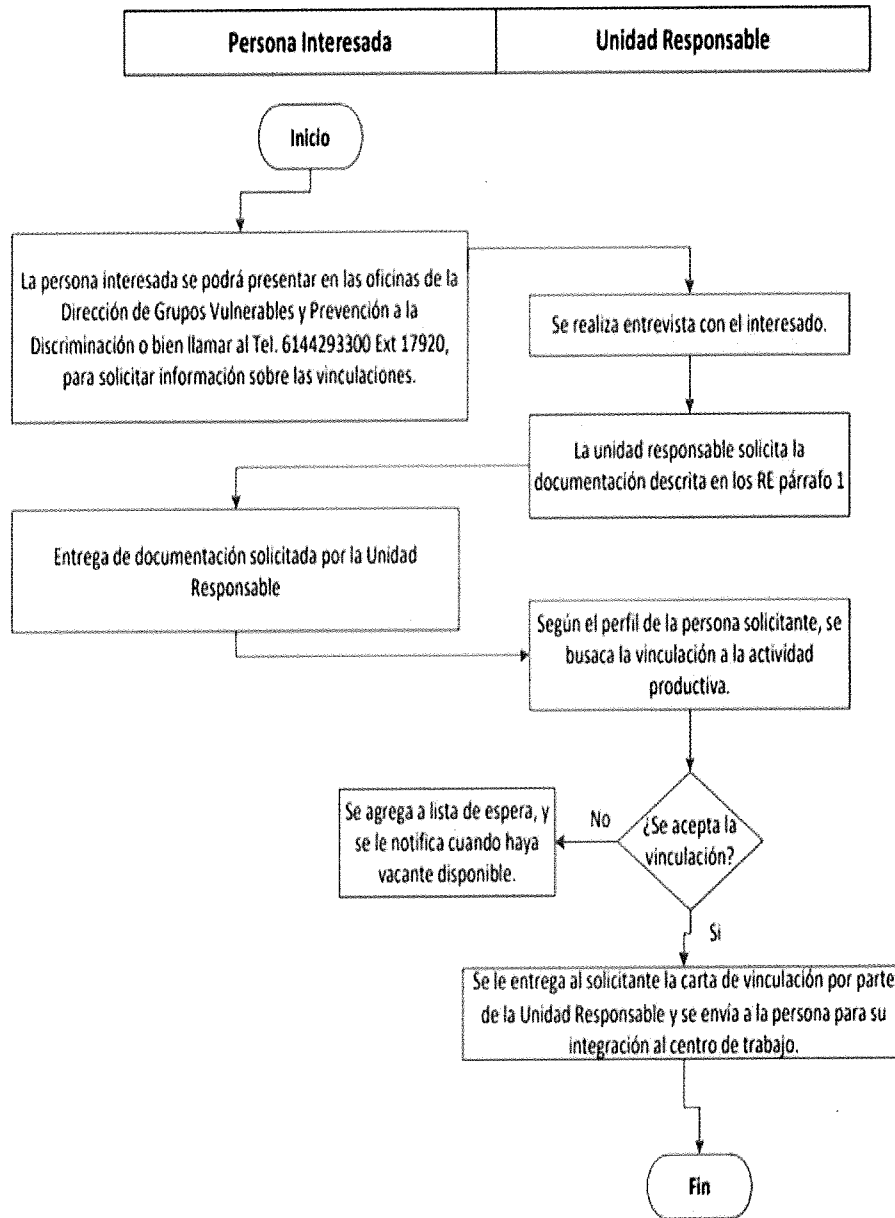 Persona Interesada
Unidad Responsable
Inicio
La persona interesada se podrá presentar en las oficinas de la
Dirección de Grupos Vulnerables y Prevención a la
Discriminación o bien llamar al Tel. 6144293300 Ext 17920,
para solicitar información sobre las vinculaciones.
Se realiza entrevista con el interesado.
La unidad responsable solicita la
documentación descrita en los RE párrafo 1
Entrega de documentación solicitada por la Unidad
Responsable
Según el perfil de la persona solicitante, se
busaca la vinculación a la actividad
productiva.
¿Se acepta la
vinculación?
No
Se agrega a lista de espera, y
se le notifica cuando haya
vacante disponible.
Si
Se le entrega al solicitante la carta de vinculación por parte
de la Unidad Responsable y se envía a la persona para su
integración al centro de trabajo.
Fin